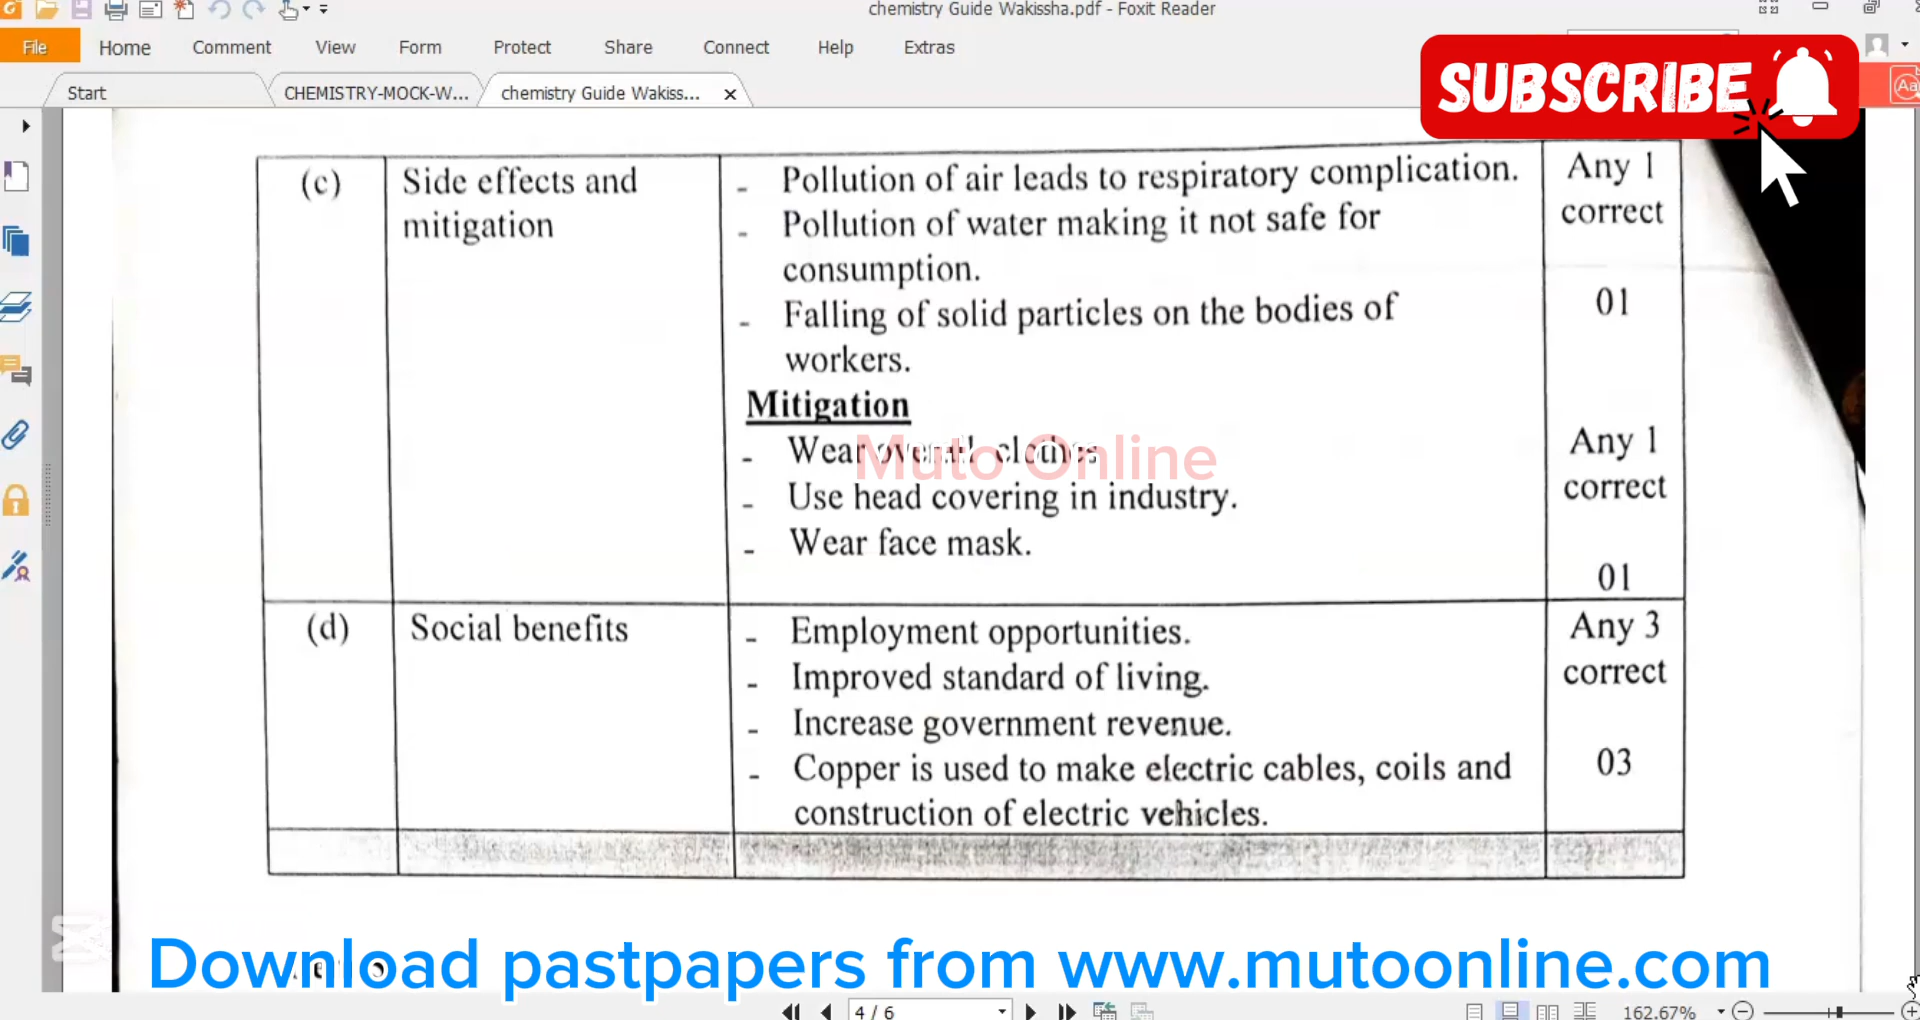 chemistry Guide Wakissha.pdf - Foxit Reader
File Home Comment View Form Protect Share Connect Help Extras
SUBSCRIBE
Start CHEMISTRY-MOCK-W... chemistry Guide Wakiss...
(c) Side effects and mitigation
- Pollution of air leads to respiratory complication.
- Pollution of water making it not safe for
consumption.
- Falling of solid particles on the bodies of
workers.
Any 1
correct
01
Mitigation
- Wear overall clothes
- Use head covering in industry.
- Wear face mask.
Any 1
correct
01
Muto Online
(d) Social benefits
- Employment opportunities.
- Improved standard of living.
- Increase government revenue.
- Copper is used to make electric cables, coils and
construction of electric vehicles.
Any 3
correct
03
Download pastpapers from www.mutoonline.com
4 / 6
162.67%